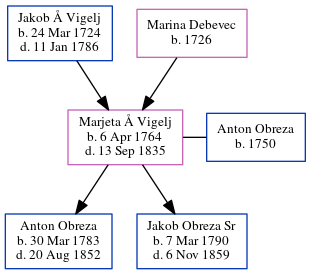 Jakob Å Vigelj
b. 24 Mar 1724
d. 11 Jan 1786
Marina Debevec
b. 1726
Marjeta Å Vigelj
b. 6 Apr 1764
d. 13 Sep 1835
Anton Obreza
b. 1750
Anton Obreza
b. 30 Mar 1783
d. 20 Aug 1852
Jakob Obreza Sr
b. 7 Mar 1790
d. 6 Nov 1859